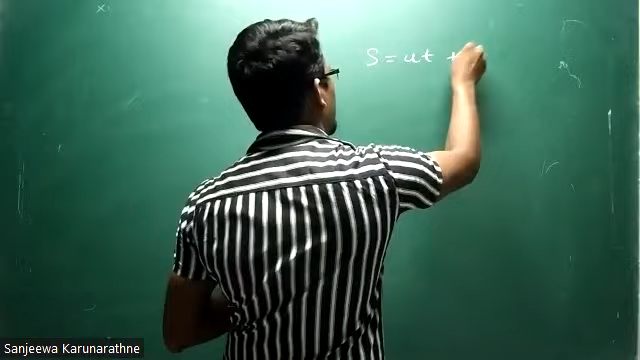 S = ut +
Sanjeewa Karunarathne